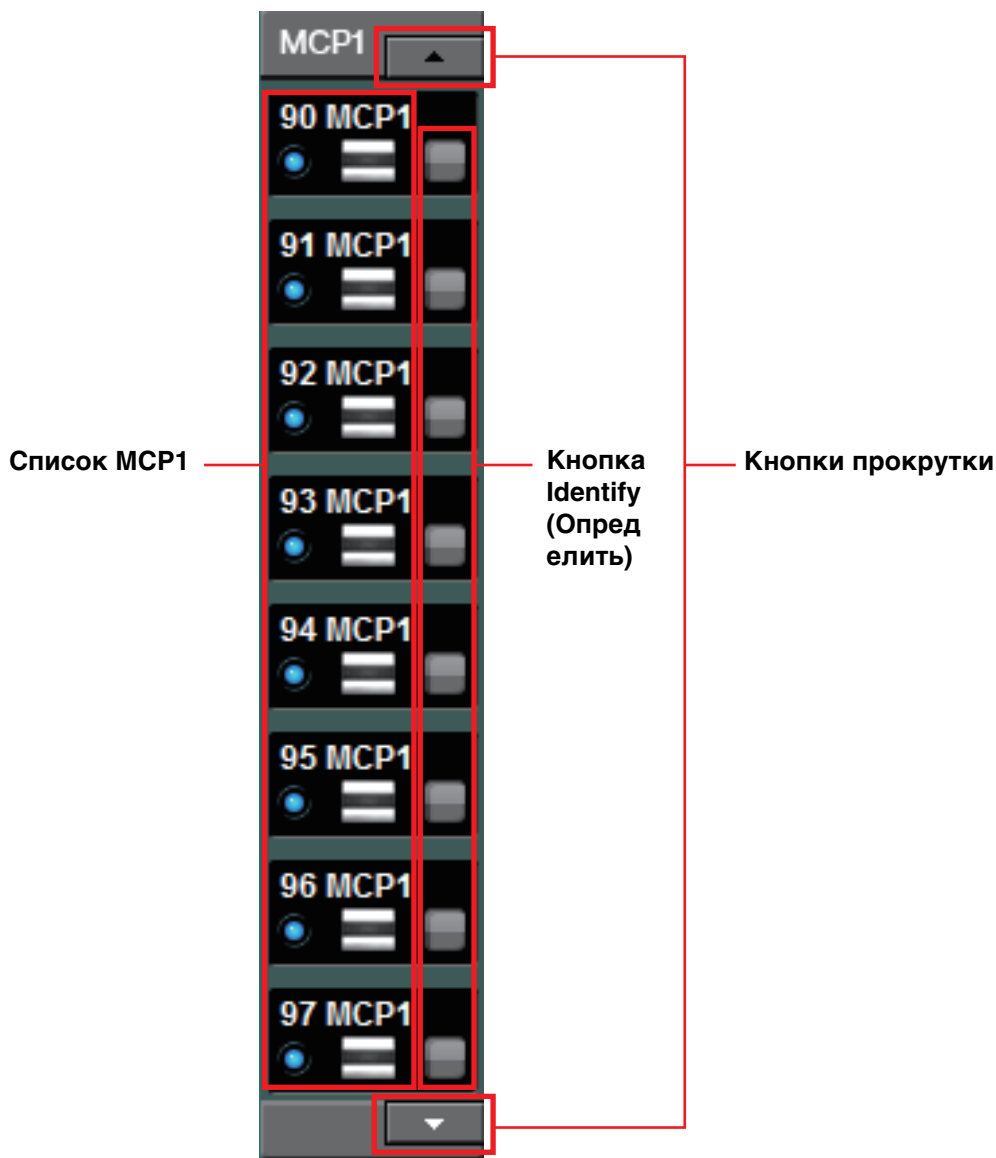 MCP1
90 MCP1
91 MCP1
92 MCP1
93 MCP1
94 MCP1
95 MCP1
96 MCP1
97 MCP1
Список MCP1
Кнопка
Identify
(Опред
елить)
Кнопки прокрутки